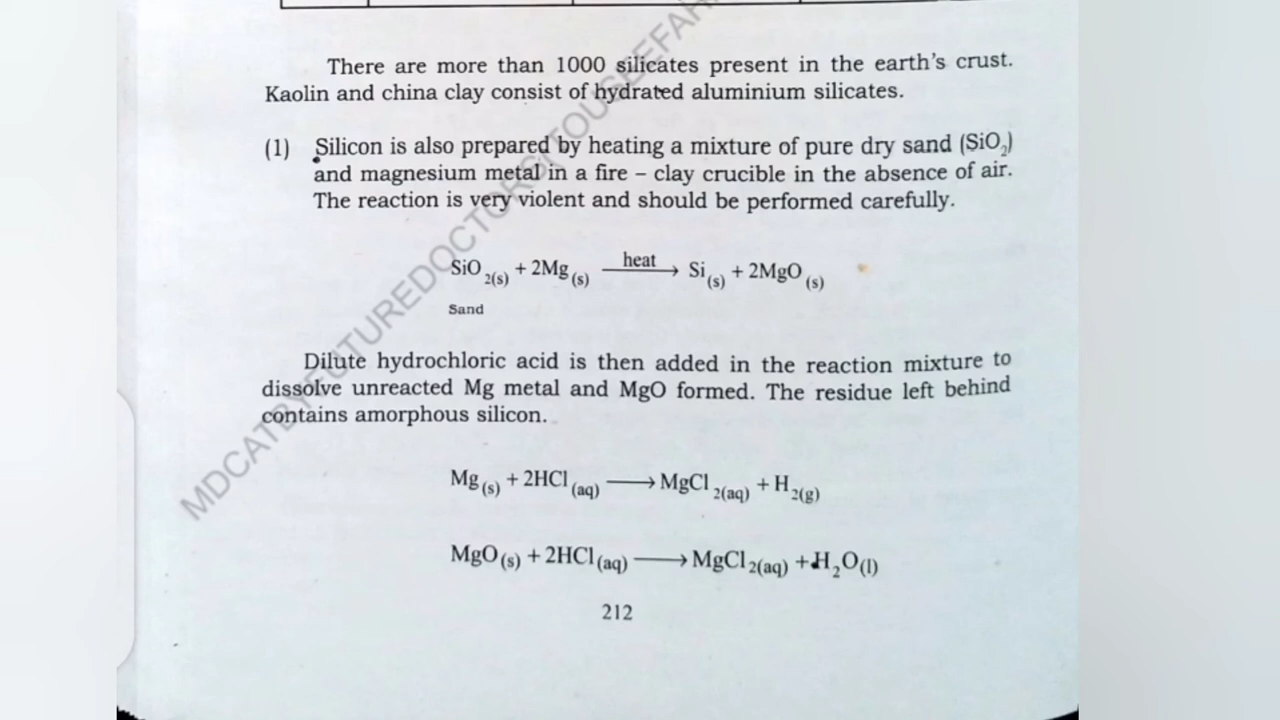 There are more than 1000 silicates present in the earth's crust.
Kaolin and china clay consist of hydrated aluminium silicates.
(1) Silicon is also prepared by heating a mixture of pure dry sand (SiO₂)
and magnesium metal in a fire – clay crucible in the absence of air.
The reaction is very violent and should be performed carefully.
SiO₂(s) + 2Mg(s) heat → Si(s) + 2MgO(s)
Sand
Dilute hydrochloric acid is then added in the reaction mixture to
dissolve unreacted Mg metal and MgO formed. The residue left behind
contains amorphous silicon.
Mg(s) + 2HCl(aq) → MgCl₂(aq) + H₂(g)
MgO(s) + 2HCl(aq) → MgCl₂(aq) + H₂O(l)
212